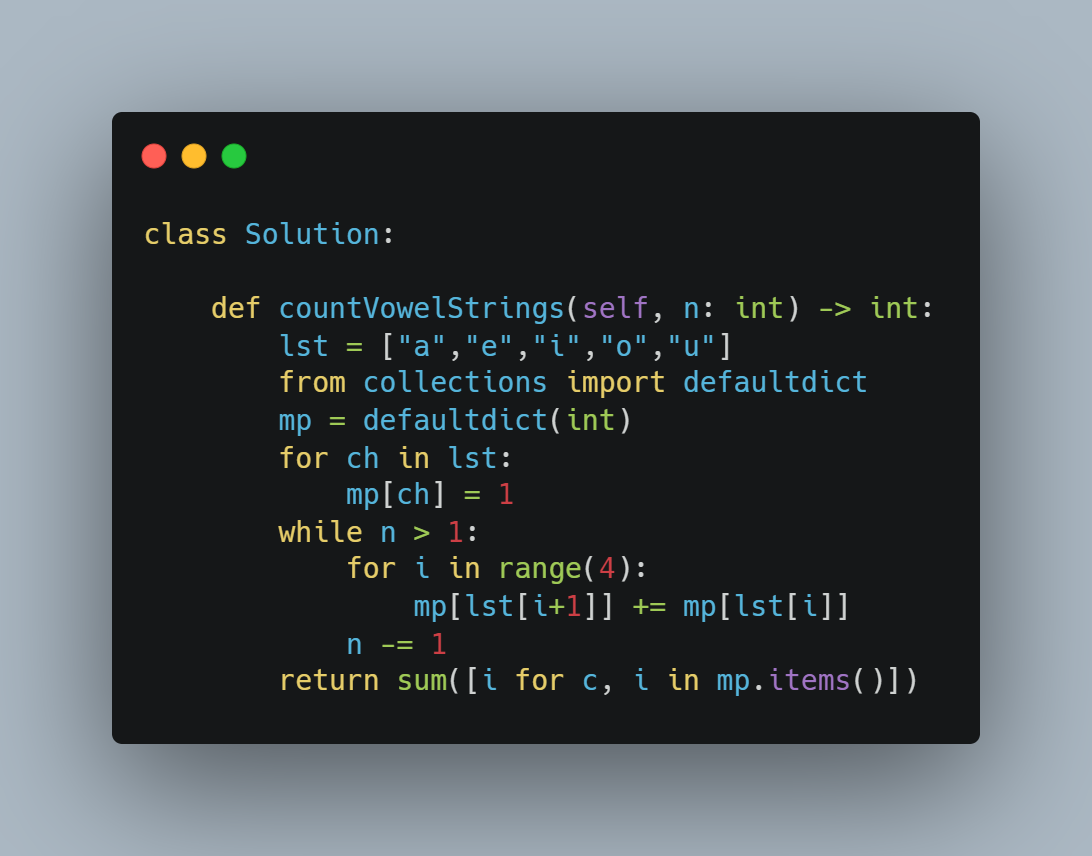 class Solution:

    def countVowelStrings(self, n: int) -> int:
        lst = ["a","e","i","o","u"]
        from collections import defaultdict
        mp = defaultdict(int)
        for ch in lst:
            mp[ch] = 1
        while n > 1:
            for i in range(4):
                mp[lst[i+1]] += mp[lst[i]]
            n -= 1
        return sum([i for c, i in mp.items()])